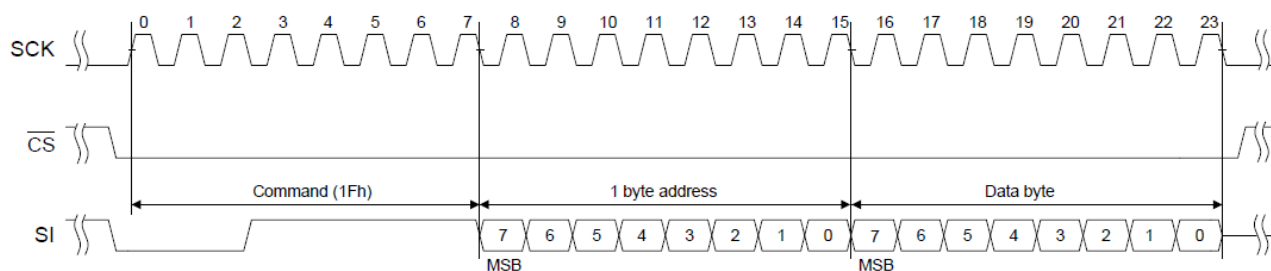 0 1 2 3 4 5 6 7 8 9 10 11 12 13 14 15 16 17 18 19 20 21 22 23
SCK
CS
Command (1Fh) 1 byte address Data byte
SI 7 6 5 4 3 2 1 0 7 6 5 4 3 2 1 0
MSB MSB